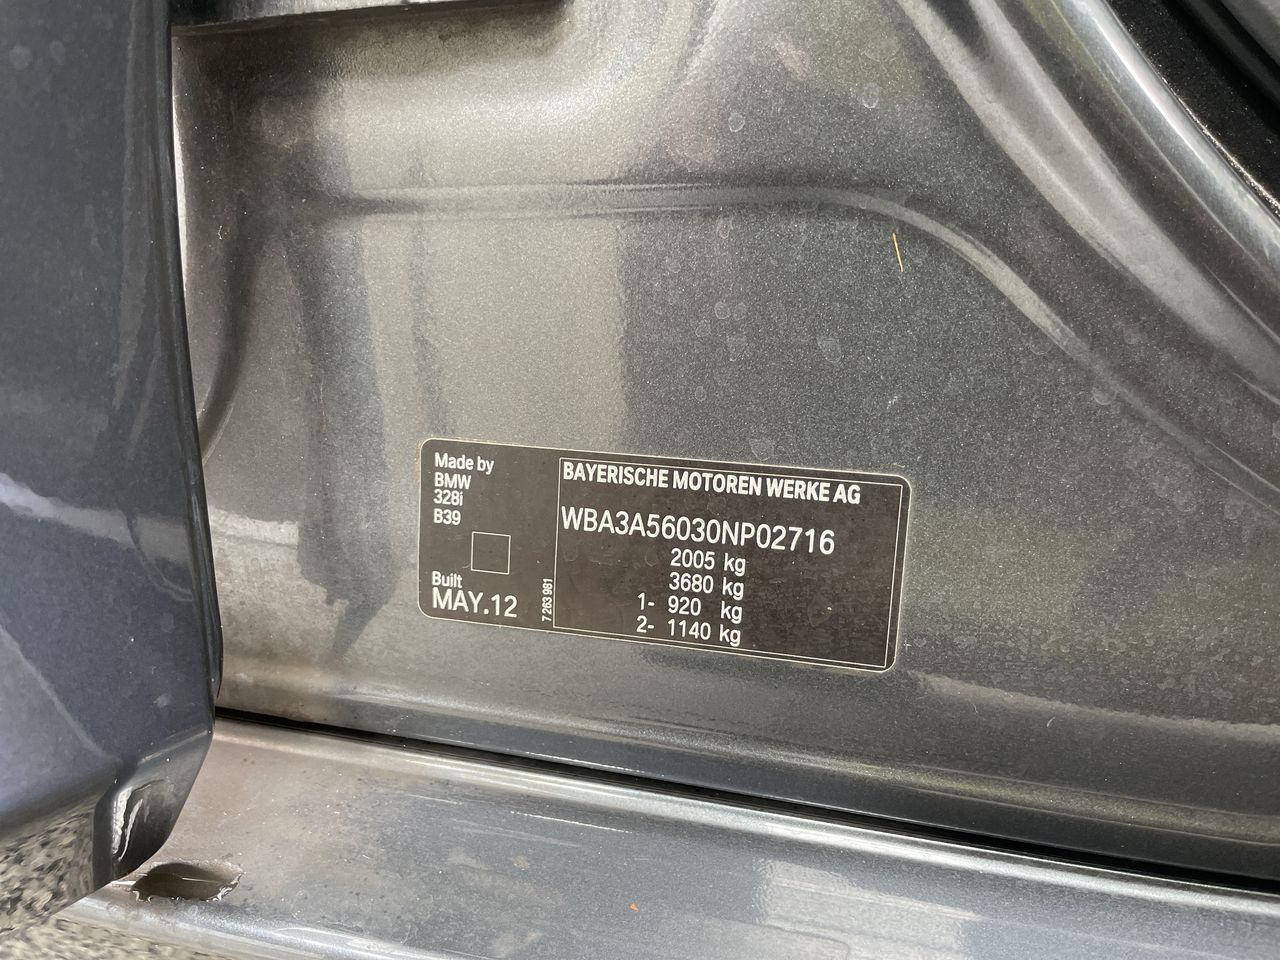 Made by
BMW
328i
B39
Built
MAY.12
7 263 981
BAYERISCHE MOTOREN WERKE AG
WBA3A56030NP02716
2005 kg
3680 kg
1- 920 kg
2- 1140 kg